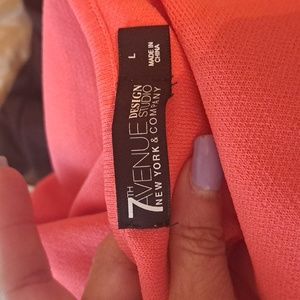 L
MADE IN
CHINA
7TH
AVENUE
DESIGN
STUDIO
NEW YORK & COMPANY